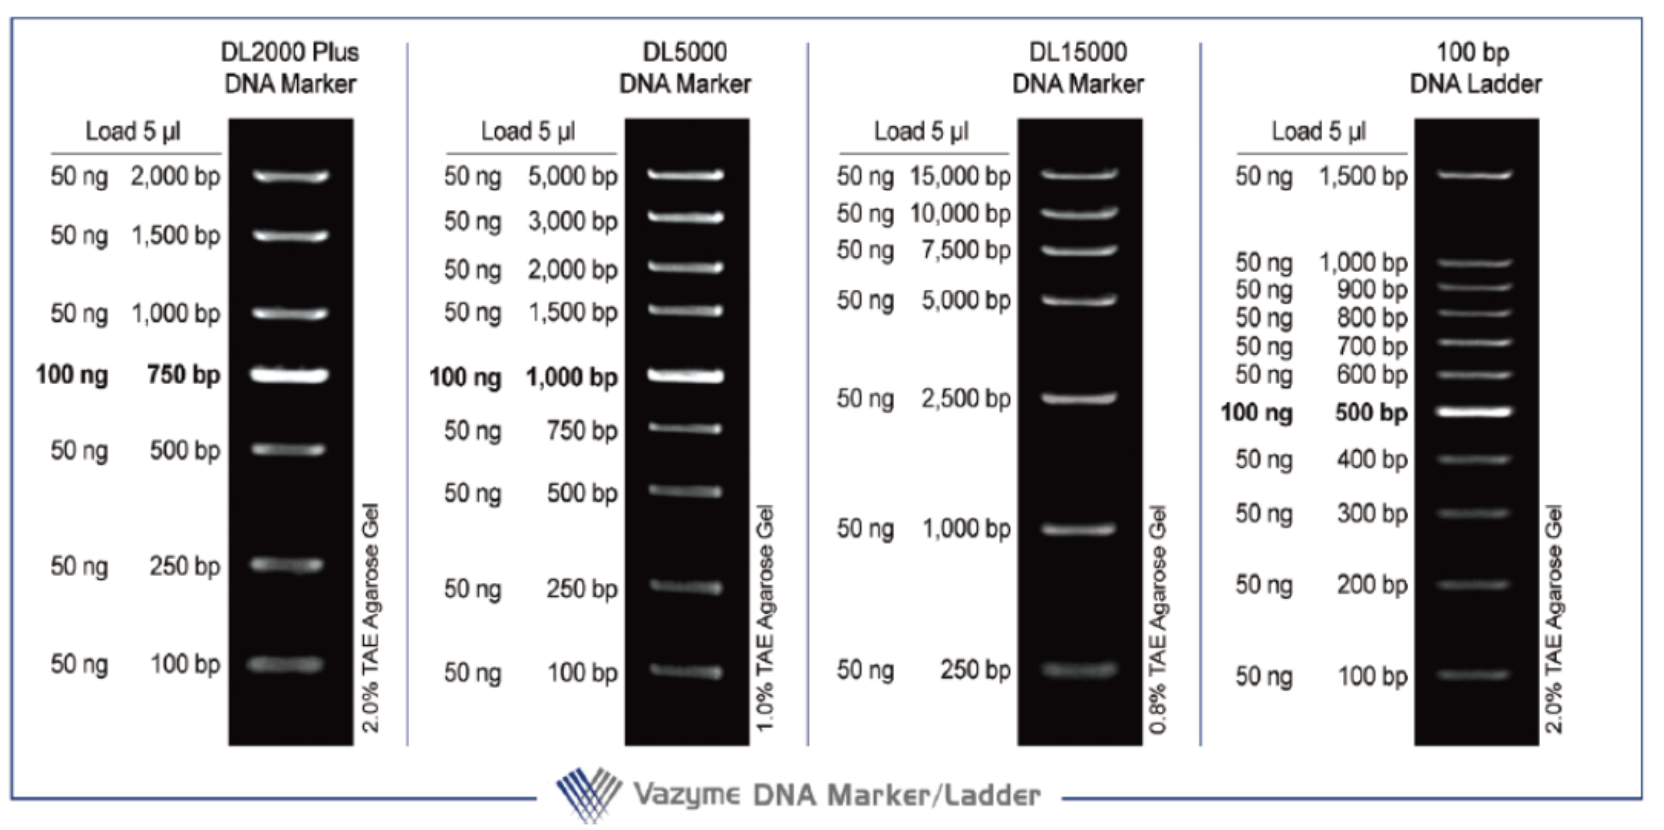 DL2000 Plus
DNA Marker
Load 5 µl
50 ng 2,000 bp
50 ng 1,500 bp
50 ng 1,000 bp
100 ng 750 bp
50 ng 500 bp
50 ng 250 bp
50 ng 100 bp
2.0% TAE Agarose Gel
DL5000
DNA Marker
Load 5 µl
50 ng 5,000 bp
50 ng 3,000 bp
50 ng 2,000 bp
50 ng 1,500 bp
100 ng 1,000 bp
50 ng 750 bp
50 ng 500 bp
50 ng 250 bp
50 ng 100 bp
1.0% TAE Agarose Gel
DL15000
DNA Marker
Load 5 µl
50 ng 15,000 bp
50 ng 10,000 bp
50 ng 7,500 bp
50 ng 5,000 bp
50 ng 2,500 bp
50 ng 1,000 bp
50 ng 250 bp
0.8% TAE Agarose Gel
100 bp
DNA Ladder
Load 5 µl
50 ng 1,500 bp
50 ng 1,000 bp
50 ng 900 bp
50 ng 800 bp
50 ng 700 bp
50 ng 600 bp
100 ng 500 bp
50 ng 400 bp
50 ng 300 bp
50 ng 200 bp
50 ng 100 bp
2.0% TAE Agarose Gel
Vazyme DNA Marker/Ladder